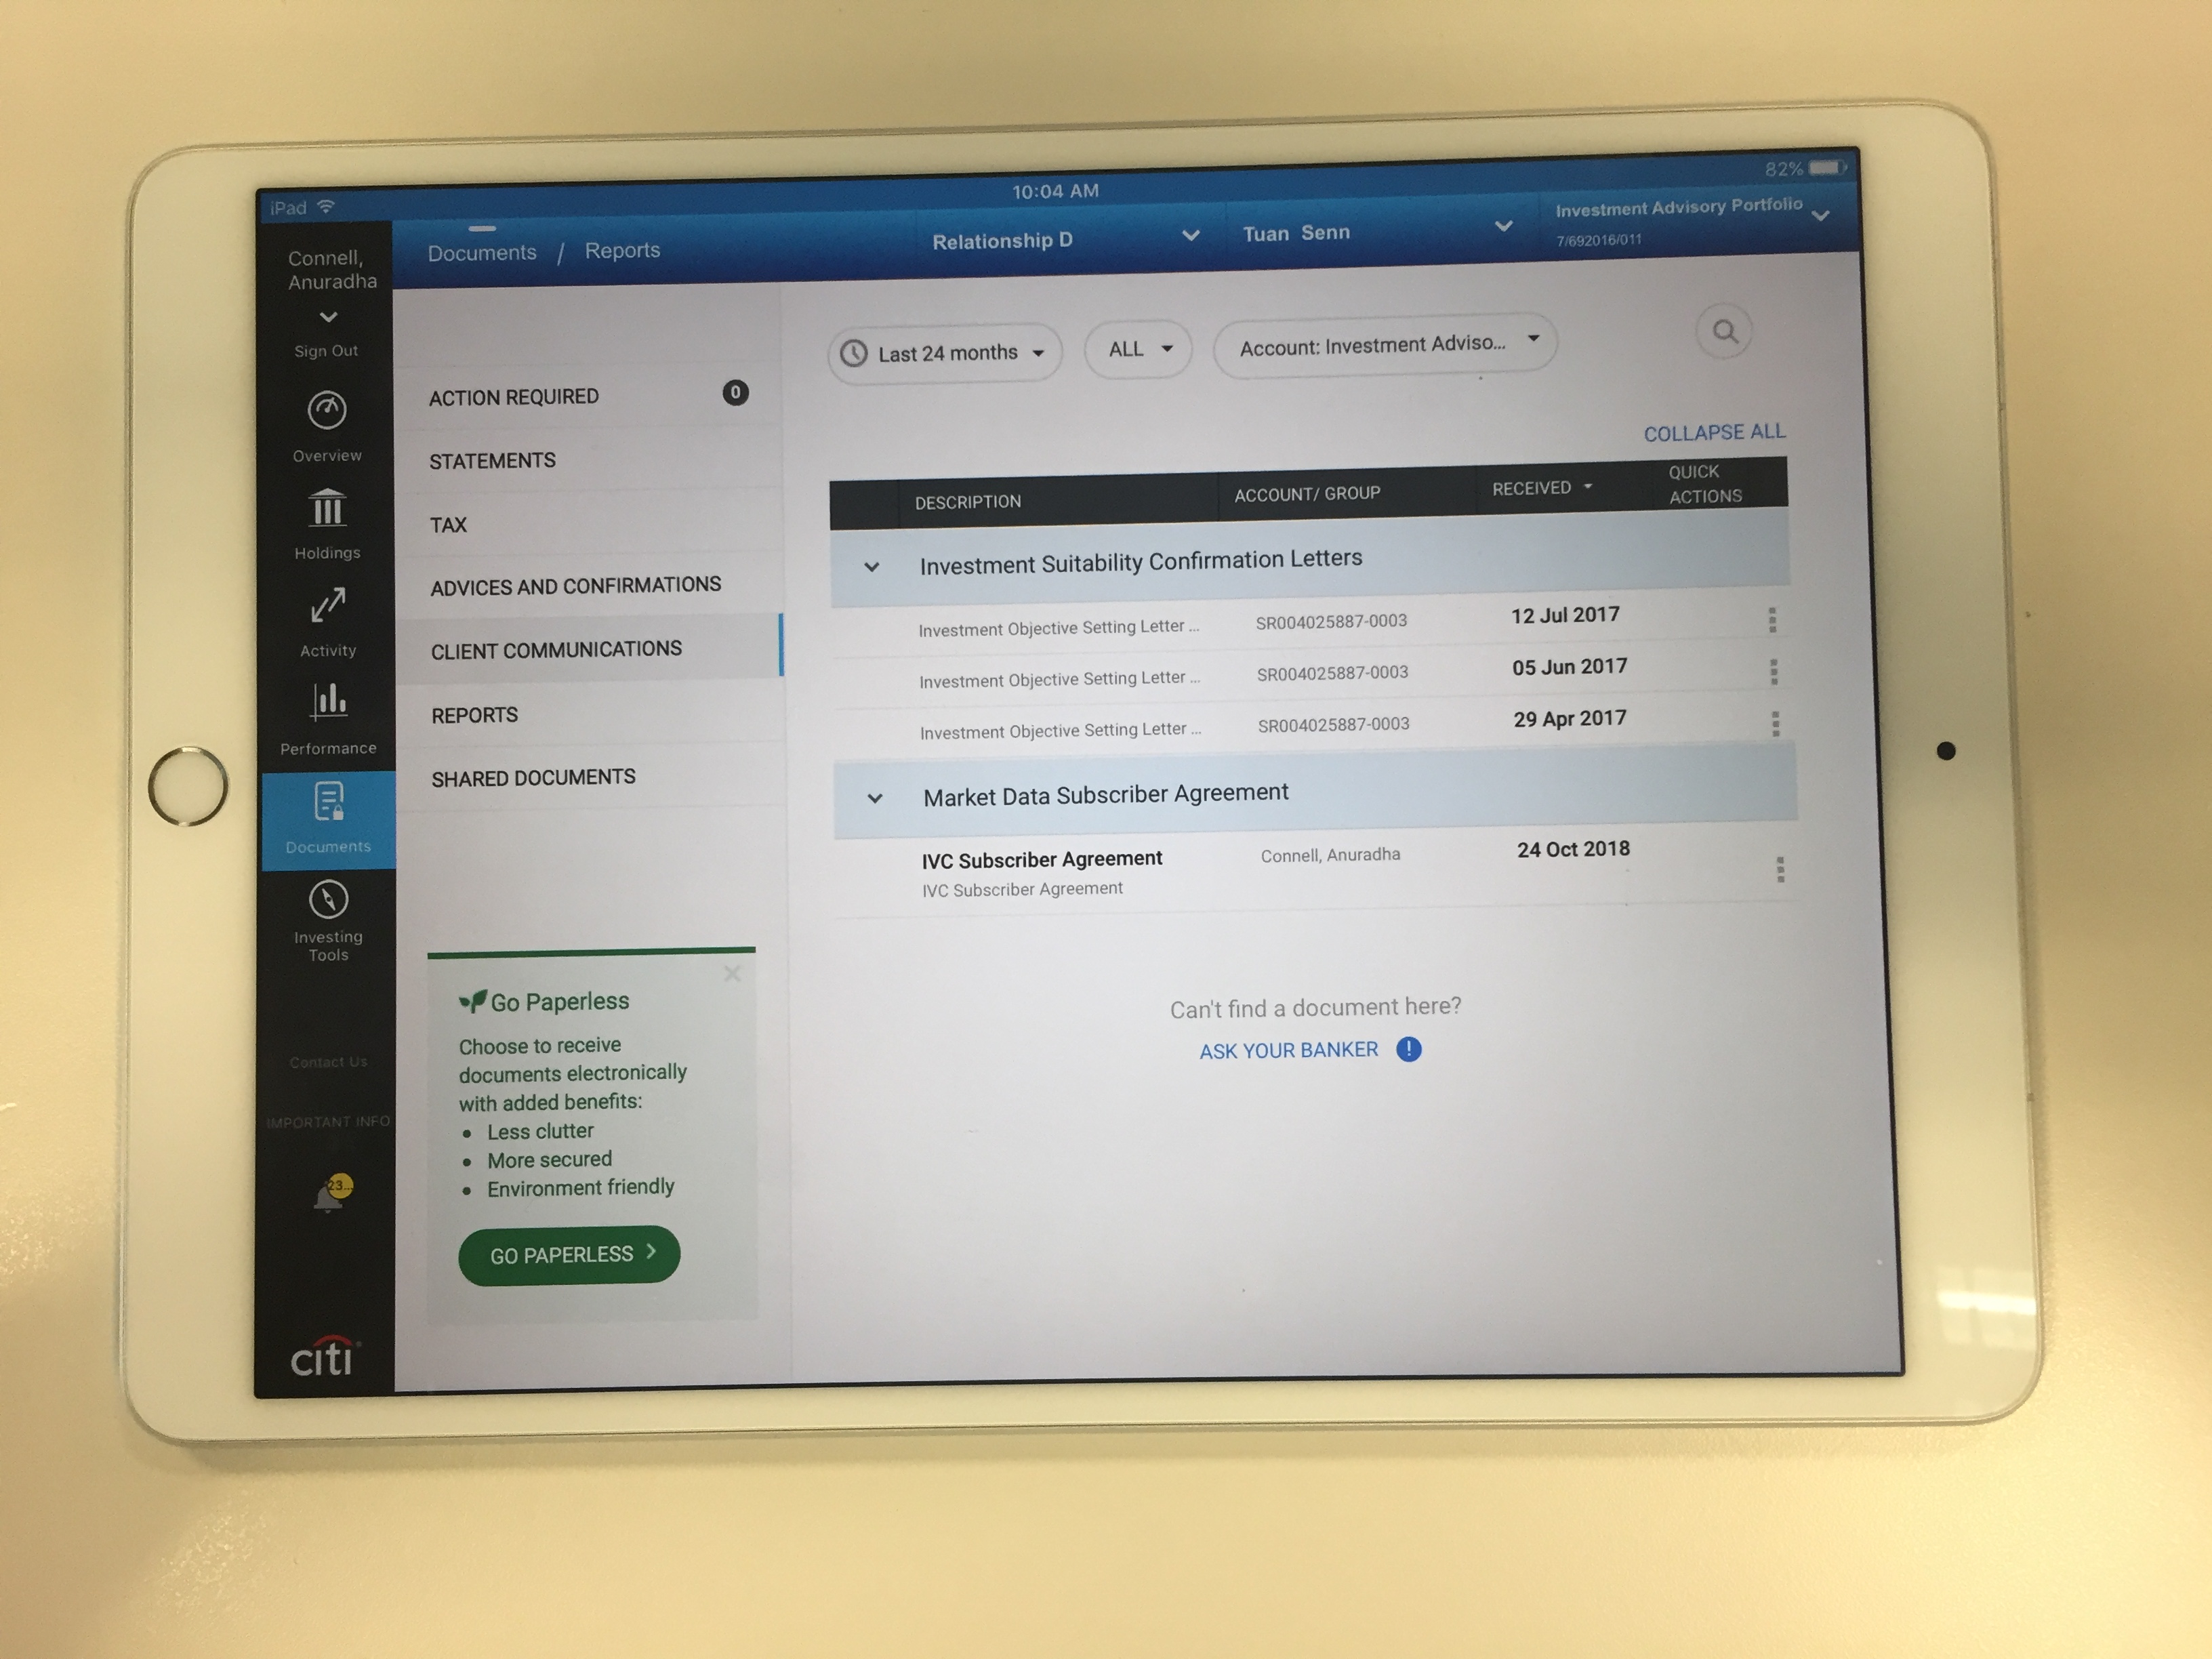 iPad
10:04 AM
82%
Connell,
Anuradha
Sign Out
Overview
Holdings
Activity
Performance
Documents
Investing
Tools
Contact Us
IMPORTANT INFO
23...
citi
Documents / Reports
Relationship D
Tuan Senn
Investment Advisory Portfolio
7/692016/011
ACTION REQUIRED 0
STATEMENTS
TAX
ADVICES AND CONFIRMATIONS
CLIENT COMMUNICATIONS
REPORTS
SHARED DOCUMENTS
Go Paperless
Choose to receive
documents electronically
with added benefits:
• Less clutter
• More secured
• Environment friendly
GO PAPERLESS
Last 24 months
ALL
Account: Investment Adviso...
COLLAPSE ALL
DESCRIPTION ACCOUNT/ GROUP RECEIVED QUICK
ACTIONS
Investment Suitability Confirmation Letters
Investment Objective Setting Letter ... SR004025887-0003 12 Jul 2017
Investment Objective Setting Letter ... SR004025887-0003 05 Jun 2017
Investment Objective Setting Letter ... SR004025887-0003 29 Apr 2017
Market Data Subscriber Agreement
IVC Subscriber Agreement Connell, Anuradha 24 Oct 2018
IVC Subscriber Agreement
Can't find a document here?
ASK YOUR BANKER